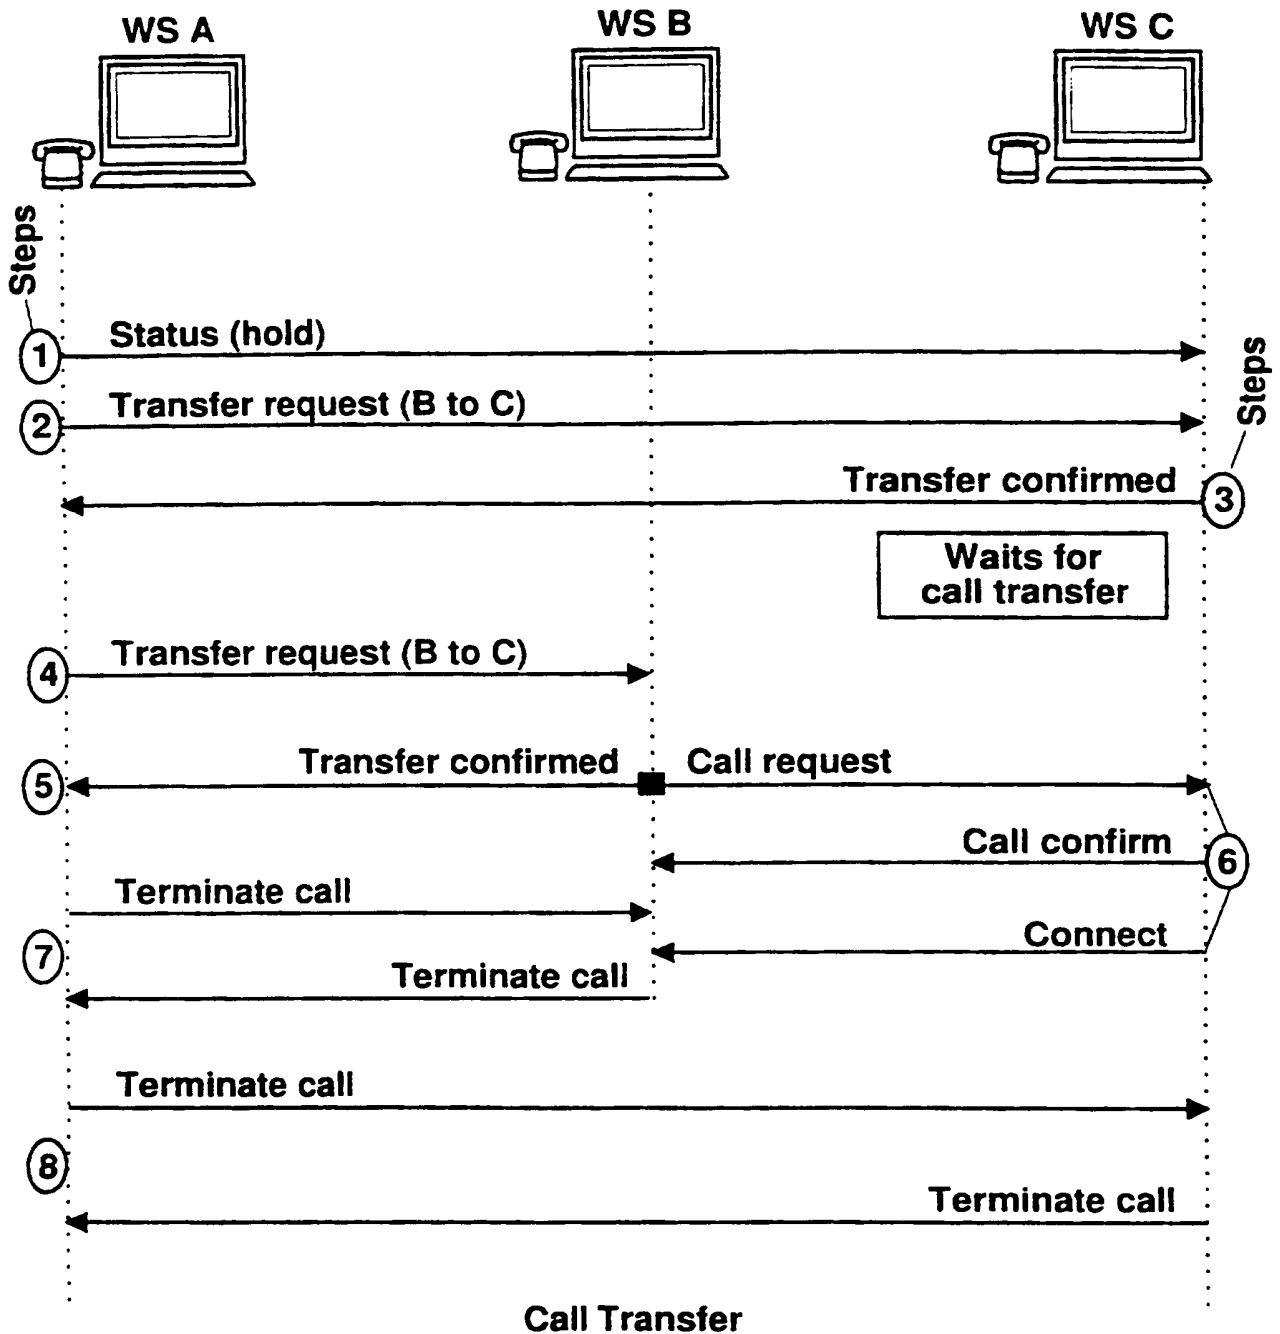 WS A
WS B
WS C
Steps
1
Status (hold)
Steps
2
Transfer request (B to C)
Transfer confirmed
3
Waits for
call transfer
4
Transfer request (B to C)
5
Transfer confirmed
Call request
Call confirm
6
Terminate call
Connect
7
Terminate call
Terminate call
8
Terminate call
Call Transfer